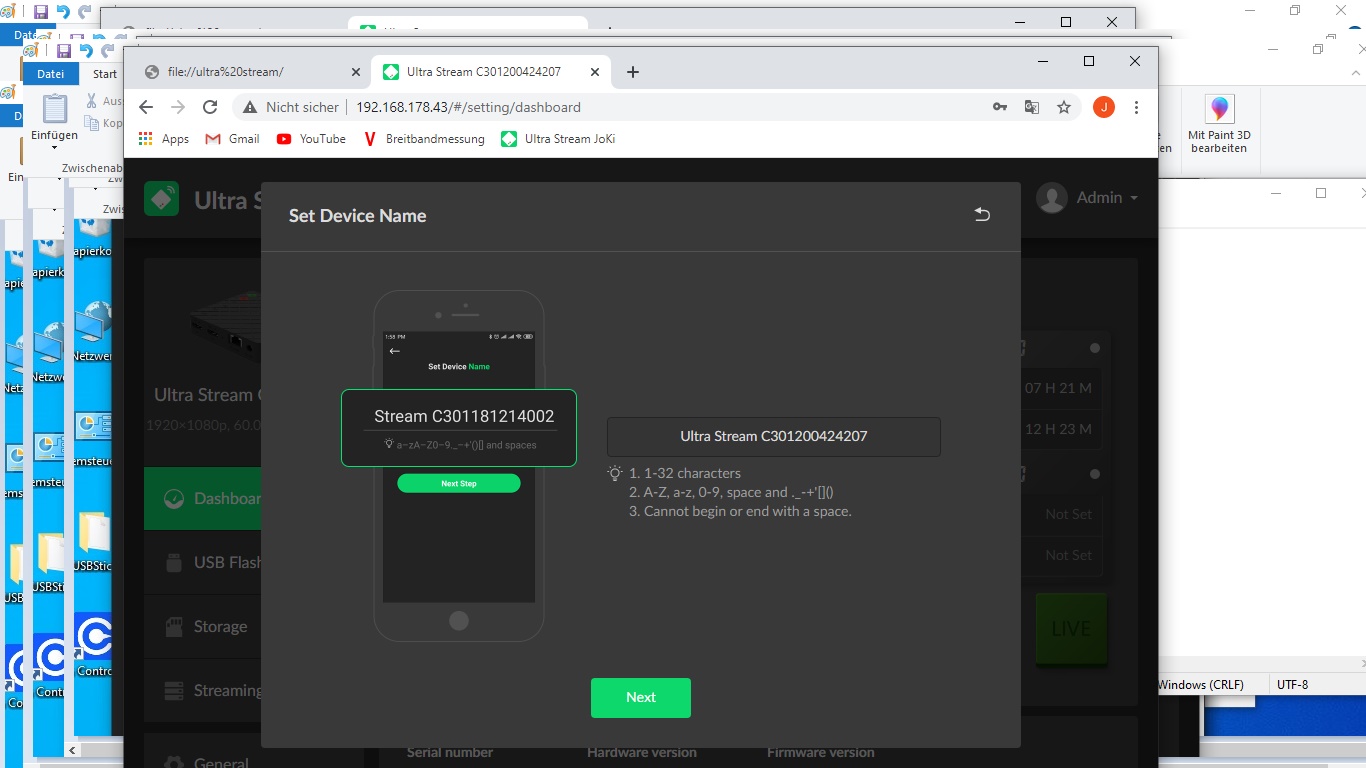 Datei
Start
Einfügen
Zwischenab
Mit Paint 3D
bearbeiten
file://ultra%20stream/
Ultra Stream C301200424207
Nicht sicher
192.168.178.43/#/setting/dashboard
J
Apps
Gmail
YouTube
Breitbandmessung
Ultra Stream JoKi
Ultra S
Admin
Set Device Name
1:58 PM
Set Device Name
Stream C301181214002
a-zA-Z0-9._-+'()[] and spaces
Next Step
Ultra Stream C301200424207
1. 1-32 characters
2. A-Z, a-z, 0-9, space and ._-+'[]()
3. Cannot begin or end with a space.
Next
Ultra Stream
1920×1080p, 60.0
Dashboar
USB Flash
Storage
Streaming
General
07 H 21 M
12 H 23 M
Not Set
Not Set
LIVE
Serial number
Hardware version
Firmware version
apierko
Netzwer
emsteue
USBStic
Contro
Windows (CRLF)
UTF-8